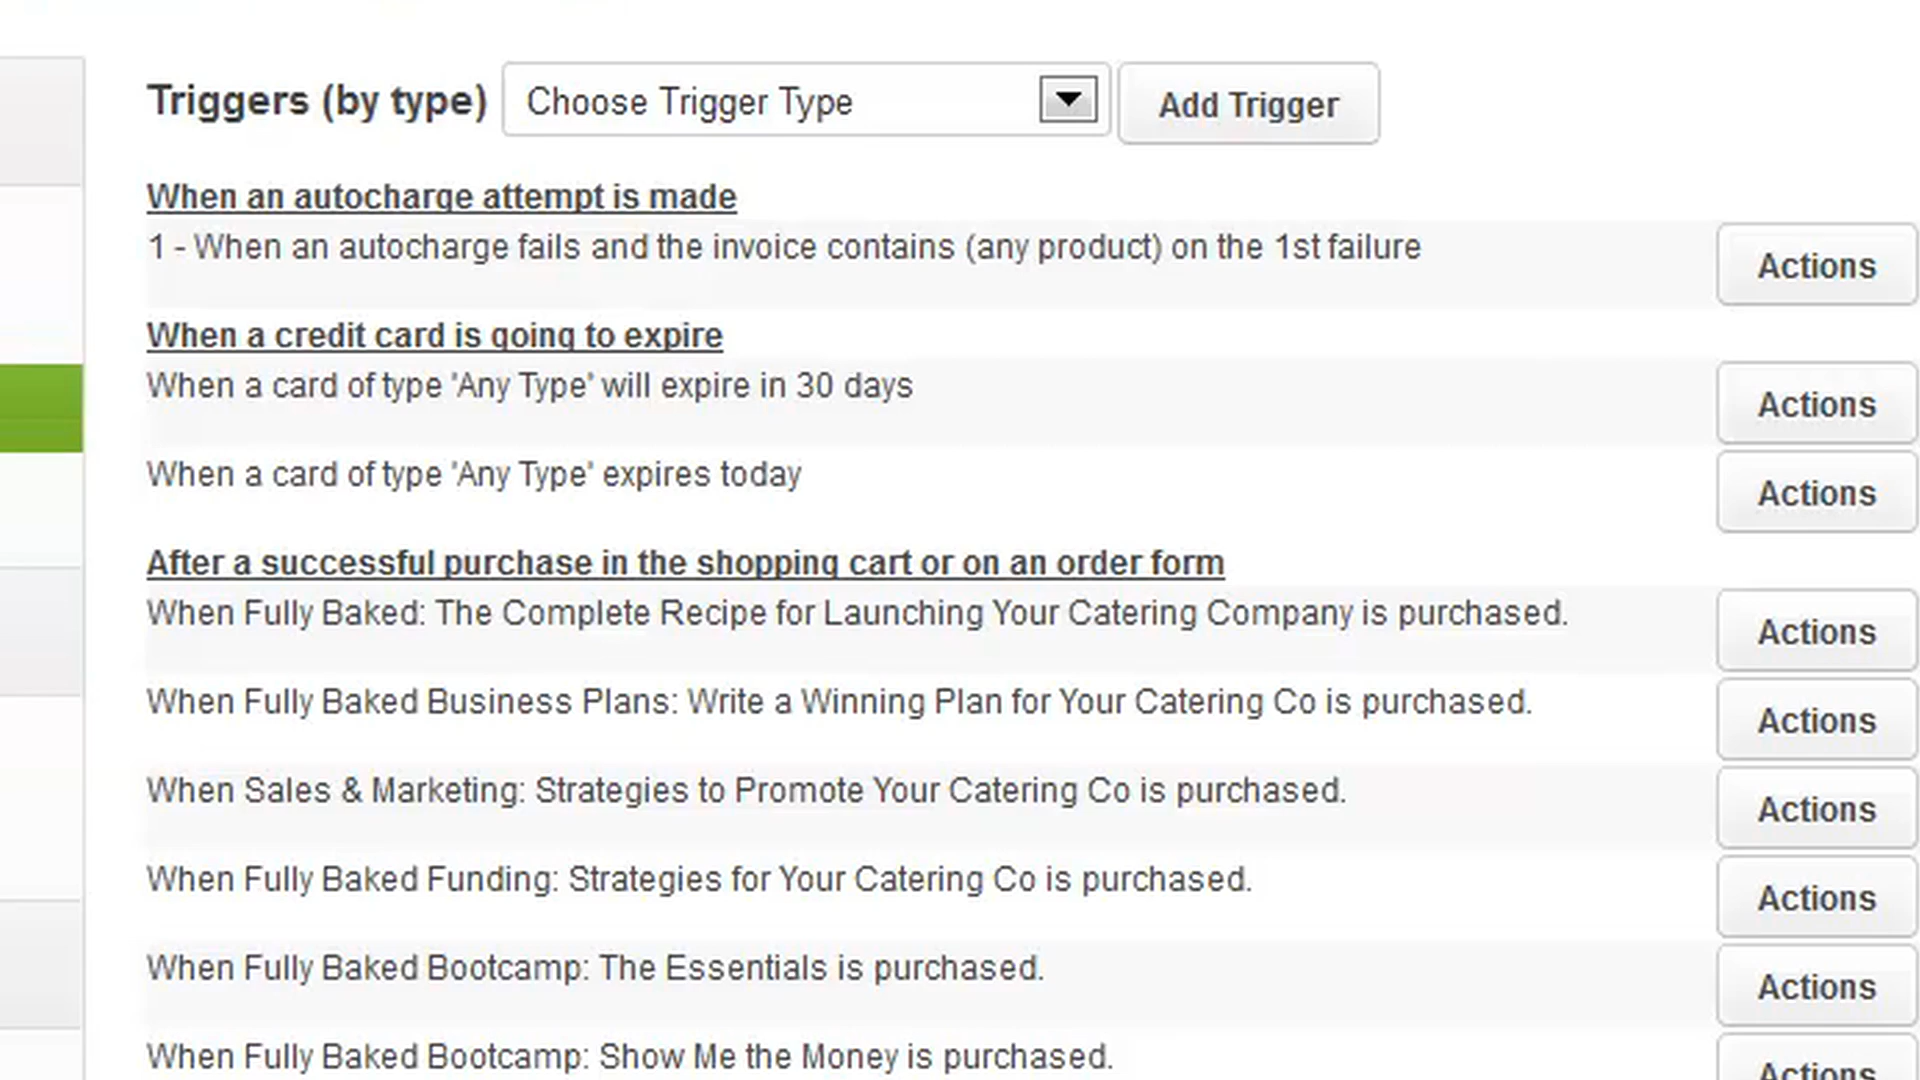 Triggers (by type) Choose Trigger Type Add Trigger
When an autocharge attempt is made
1 - When an autocharge fails and the invoice contains (any product) on the 1st failure Actions
When a credit card is going to expire
When a card of type 'Any Type' will expire in 30 days Actions
When a card of type 'Any Type' expires today Actions
After a successful purchase in the shopping cart or on an order form
When Fully Baked: The Complete Recipe for Launching Your Catering Company is purchased. Actions
When Fully Baked Business Plans: Write a Winning Plan for Your Catering Co is purchased. Actions
When Sales & Marketing: Strategies to Promote Your Catering Co is purchased. Actions
When Fully Baked Funding: Strategies for Your Catering Co is purchased. Actions
When Fully Baked Bootcamp: The Essentials is purchased. Actions
When Fully Baked Bootcamp: Show Me the Money is purchased. Actions